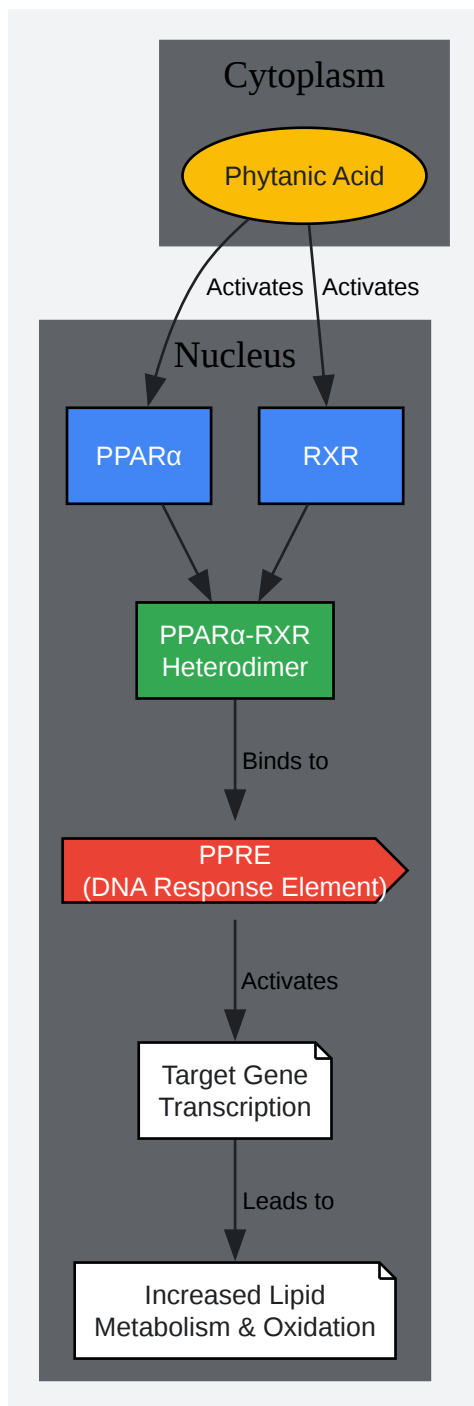 Cytoplasm
Phytanic Acid
Activates
Activates
Nucleus
PPARα
RXR
PPARα-RXR
Heterodimer
Binds to
PPRE
(DNA Response Element)
Activates
Target Gene
Transcription
Leads to
Increased Lipid
Metabolism & Oxidation